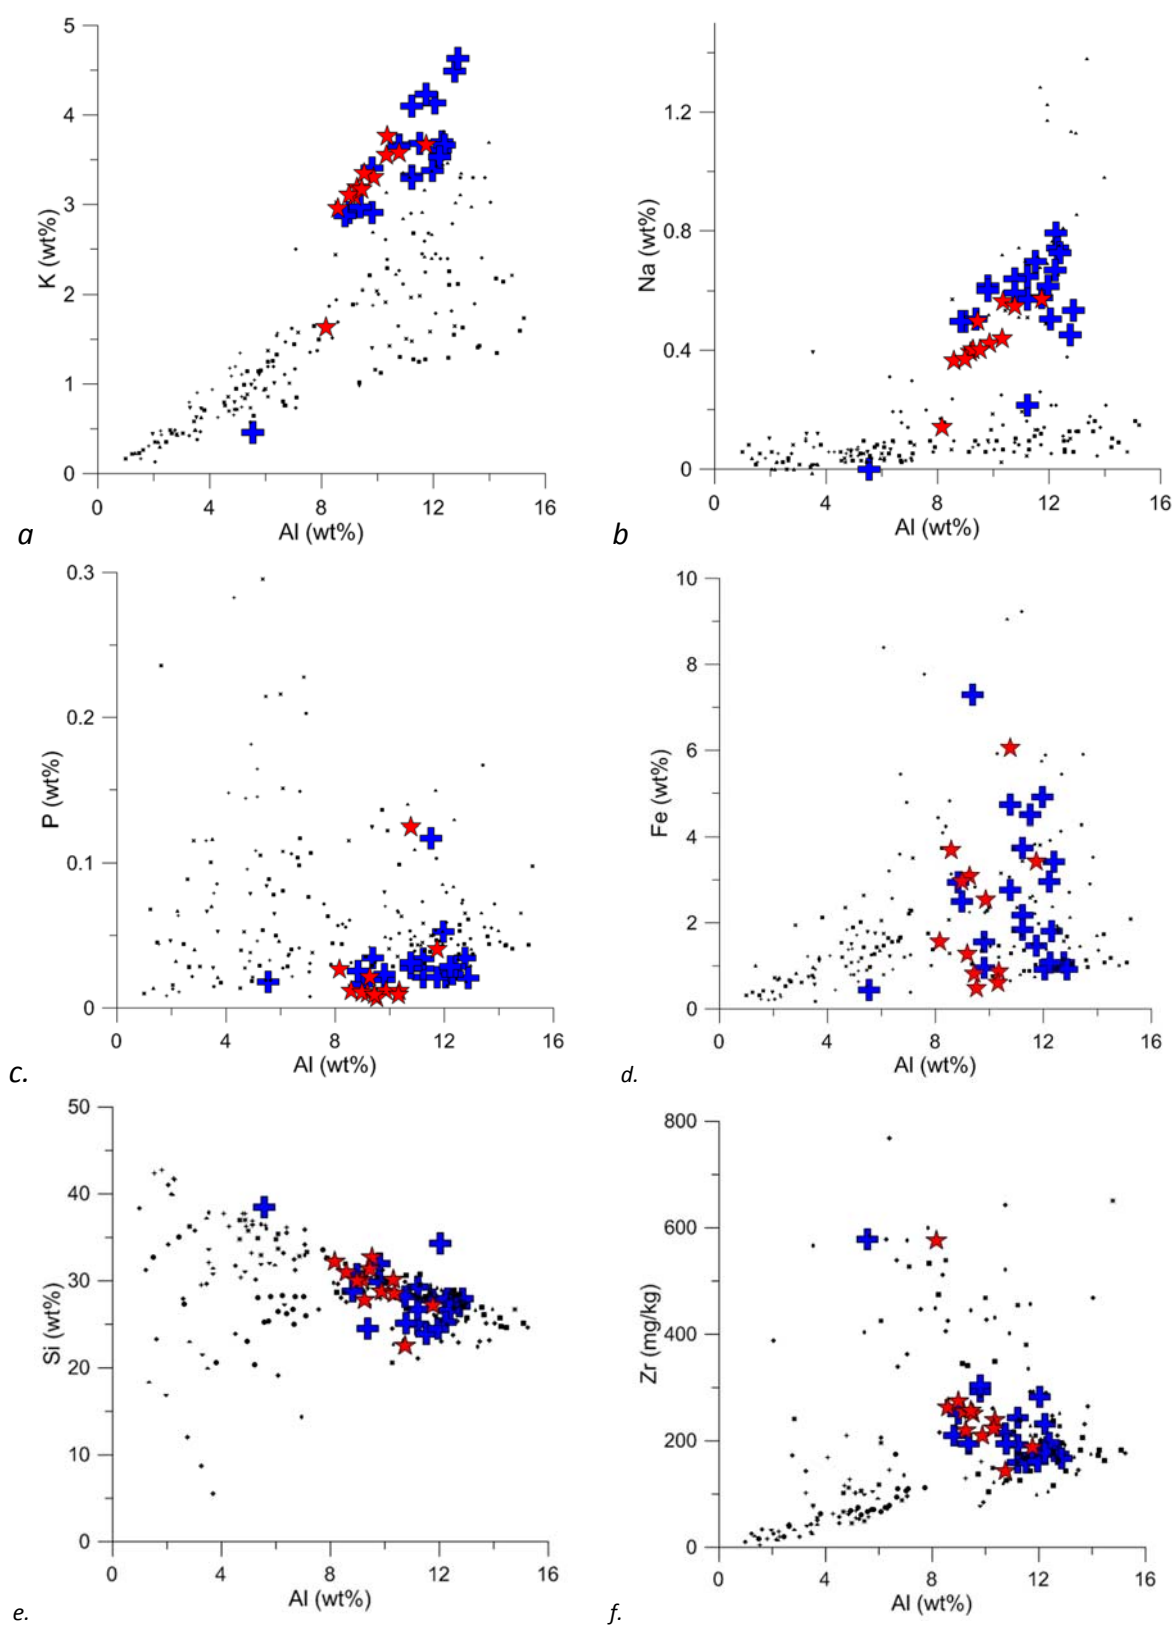 5
4
3
2
1
0
K (wt%)
0 4 8 12 16
Al (wt%)
a
1.2
0.8
0.4
0
Na (wt%)
0 4 8 12 16
Al (wt%)
b
0.3
0.2
0.1
0
P (wt%)
0 4 8 12 16
Al (wt%)
c.
10
8
6
4
2
0
Fe (wt%)
0 4 8 12 16
Al (wt%)
d.
50
40
30
20
10
0
Si (wt%)
0 4 8 12 16
Al (wt%)
e.
800
600
400
200
0
Zr (mg/kg)
0 4 8 12 16
Al (wt%)
f.